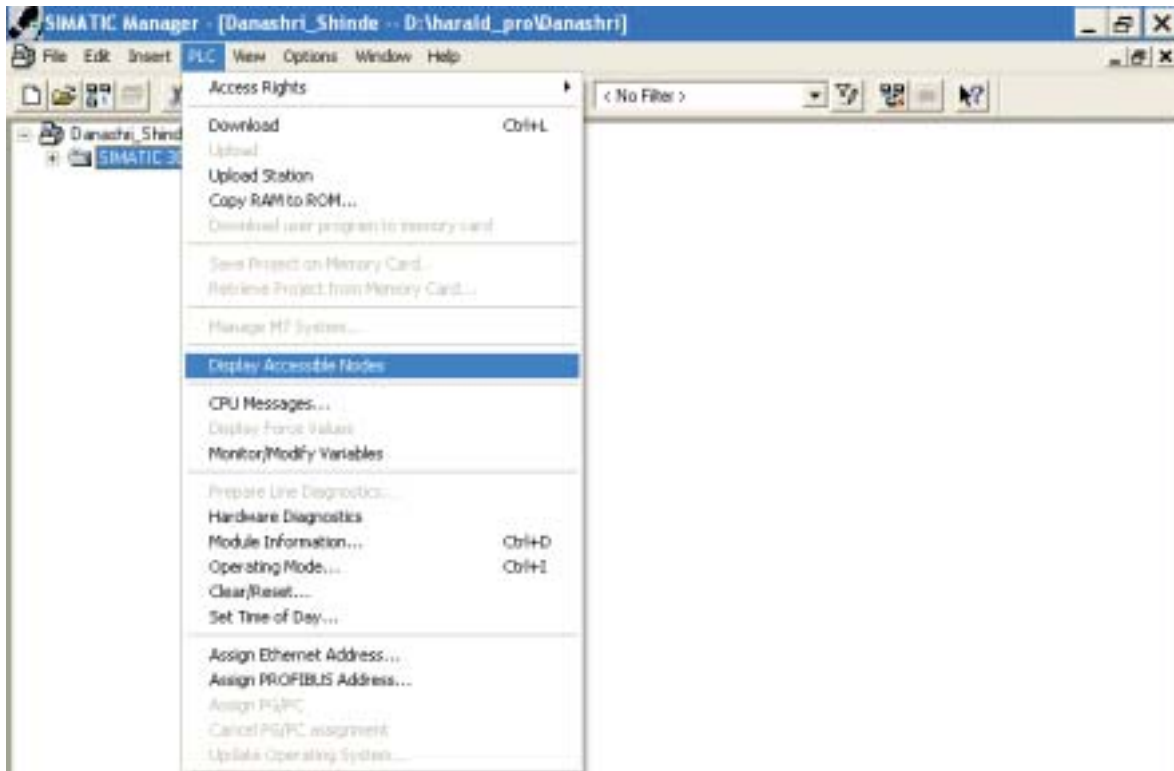 SIMATIC Manager - [Danashri_Shinde -- D:\harald_pro\Danashri]
File Edit Insert PLC View Options Window Help
< No Filter >
Danashri_Shind
SIMATIC 30
Access Rights
Download Ctrl+L
Upload
Upload Station
Copy RAM to ROM...
Download user program to memory card
Save Project on Memory Card...
Retrieve Project from Memory Card...
Manage M7 System...
Display Accessible Nodes
CPU Messages...
Display Force Values
Monitor/Modify Variables
Prepare Line Diagnostics...
Hardware Diagnostics
Module Information... Ctrl+D
Operating Mode... Ctrl+I
Clear/Reset...
Set Time of Day...
Assign Ethernet Address...
Assign PROFIBUS Address...
Assign PG/PC
Cancel PG/PC assignment
Update Operating System...